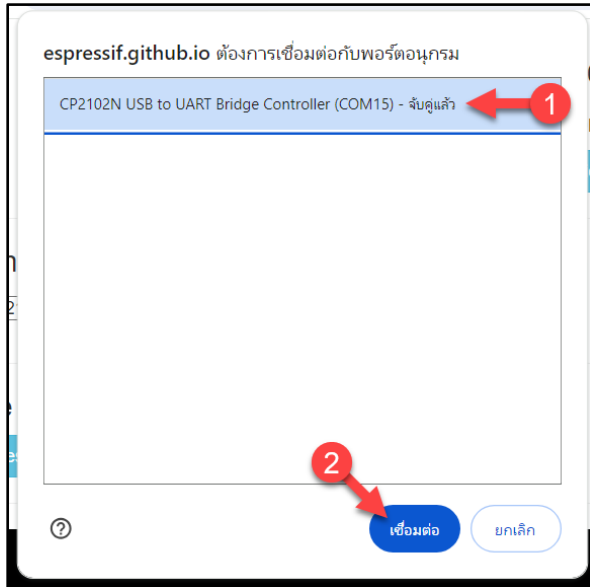 espressif.github.io ต้องการเชื่อมต่อกับพอร์ตอนุกรม
CP2102N USB to UART Bridge Controller (COM15) - จับคู่แล้ว
1
2
เชื่อมต่อ
ยกเลิก